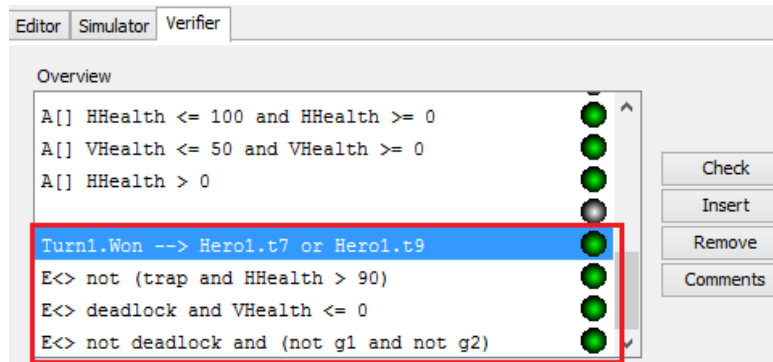 Editor Simulator Verifier
Overview
A[] HHealth <= 100 and HHealth >= 0
A[] VHealth <= 50 and VHealth >= 0
A[] HHealth > 0
Check
Insert
Turn1.Won --> Hero1.t7 or Hero1.t9
Remove
E<> not (trap and HHealth > 90)
Comments
E<> deadlock and VHealth <= 0
E<> not deadlock and (not g1 and not g2)